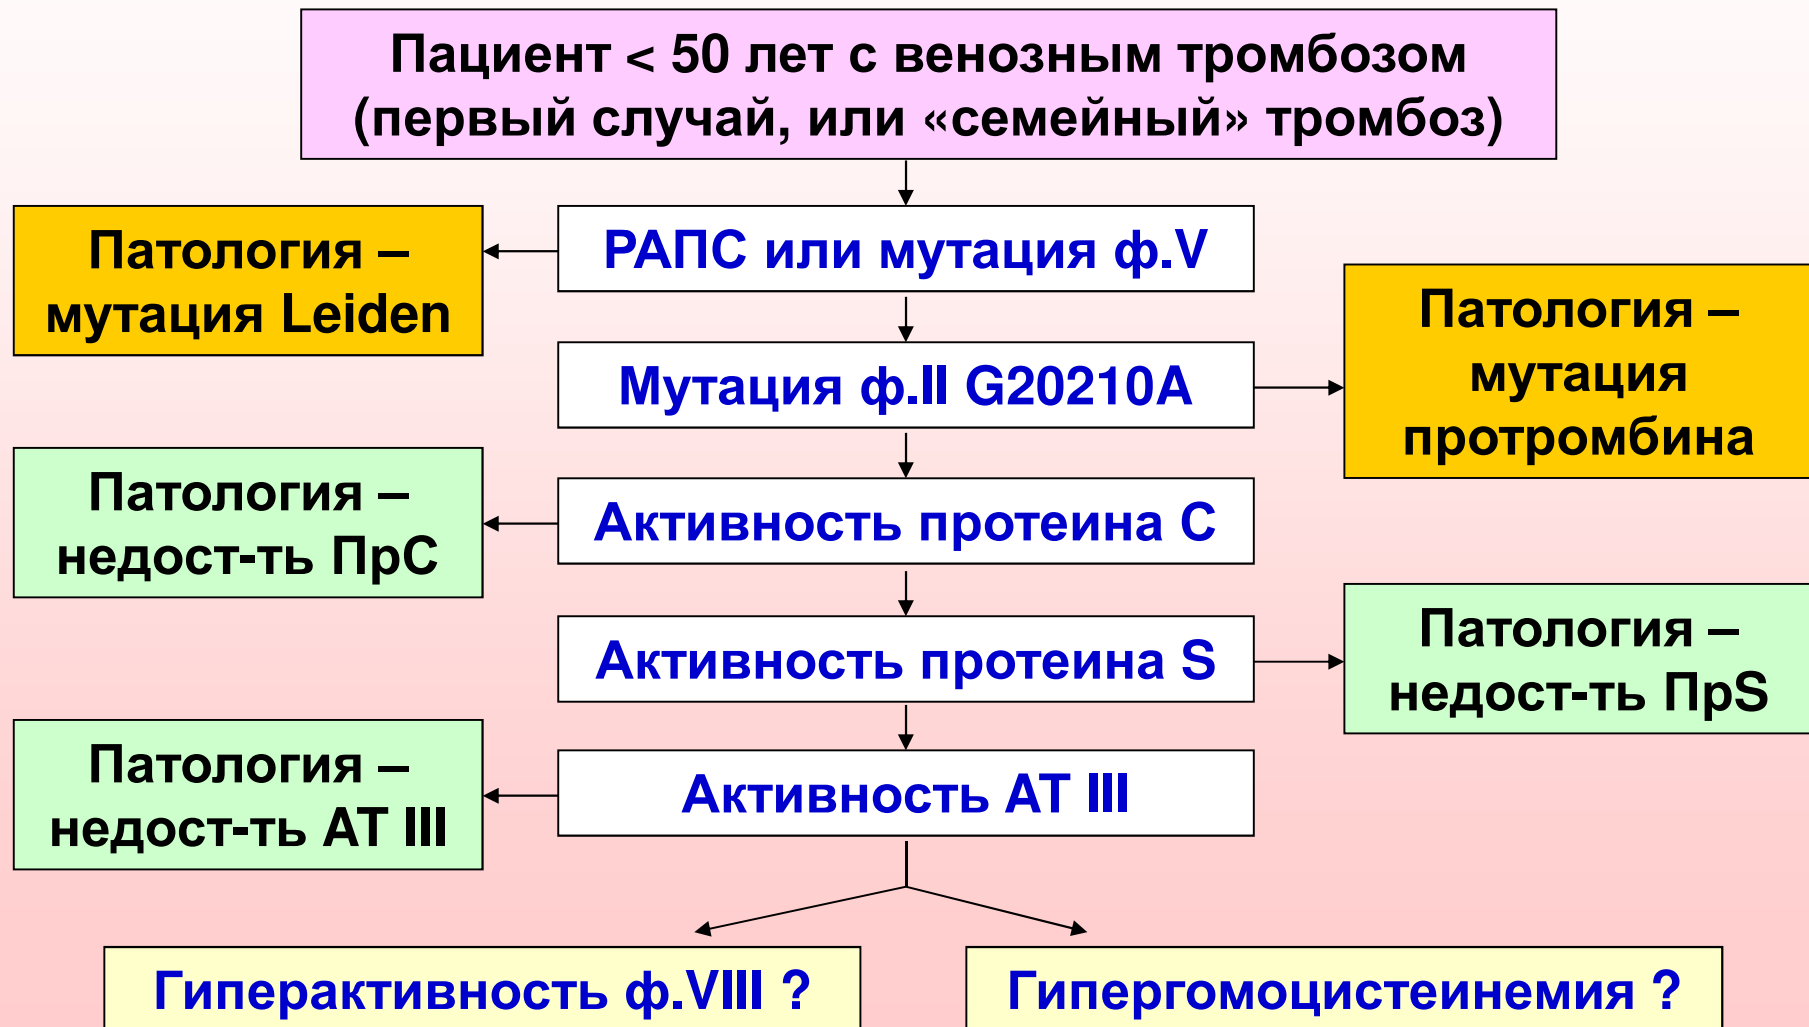 Пациент < 50 лет с венозным тромбозом
(первый случай, или «семейный» тромбоз)
РАПС или мутация ф.V
Патология –
мутация Leiden
Мутация ф.II G20210A
Патология –
мутация
протромбина
Активность протеина С
Патология –
недост-ть ПрС
Активность протеина S
Патология –
недост-ть ПрS
Активность АТ III
Патология –
недост-ть АТ III
Гиперактивность ф.VIII ?
Гипергомоцистеинемия ?